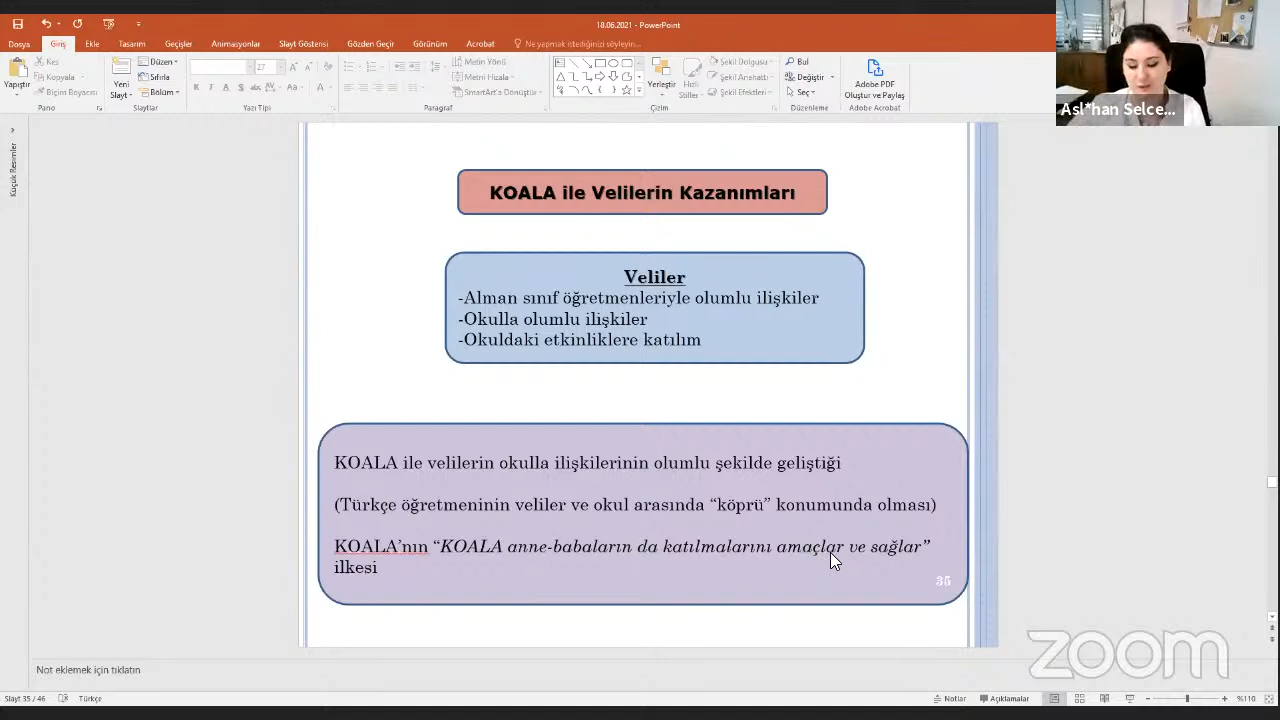 18.06.2021 - PowerPoint
Dosya Giriş Ekle Tasarım Geçişler Animasyonlar Slayt Gösterisi Gözden Geçir Görünüm Acrobat Ne yapmak istediğinizi söyleyin...
Yapıştır
Kes
Kopyala
Biçim Boyacısı
Pano
Yeni
Slayt
Düzen
Sıfırla
Bölüm
Slaytlar
27
Yazı Tipi
Metin Yönü
Metni Hizala
SmartArt'a Dönüştür
Paragraf
Yerleştir
Hızlı
Stiller
Şekil Dolgusu
Şekil Anahattı
Şekil Efektleri
Çizim
Bul
Değiştir
Seç
Düzenleme
Adobe PDF
Oluştur ve Paylaş
Adobe Acrobat
Asl*han Selce...
Küçük Resimler
KOALA ile Velilerin Kazanımları
Veliler
-Alman sınıf öğretmenleriyle olumlu ilişkiler
-Okulla olumlu ilişkiler
-Okuldaki etkinliklere katılım
KOALA ile velilerin okulla ilişkilerinin olumlu şekilde geliştiği
(Türkçe öğretmeninin veliler ve okul arasında “köprü” konumunda olması)
KOALA’nın “KOALA anne-babaların da katılmalarını amaçlar ve sağlar”
ilkesi
35
zoom
Not eklemek için tıklatın
Slayt 35 / 46 Türkçe
Notlar Açıklamalar %110